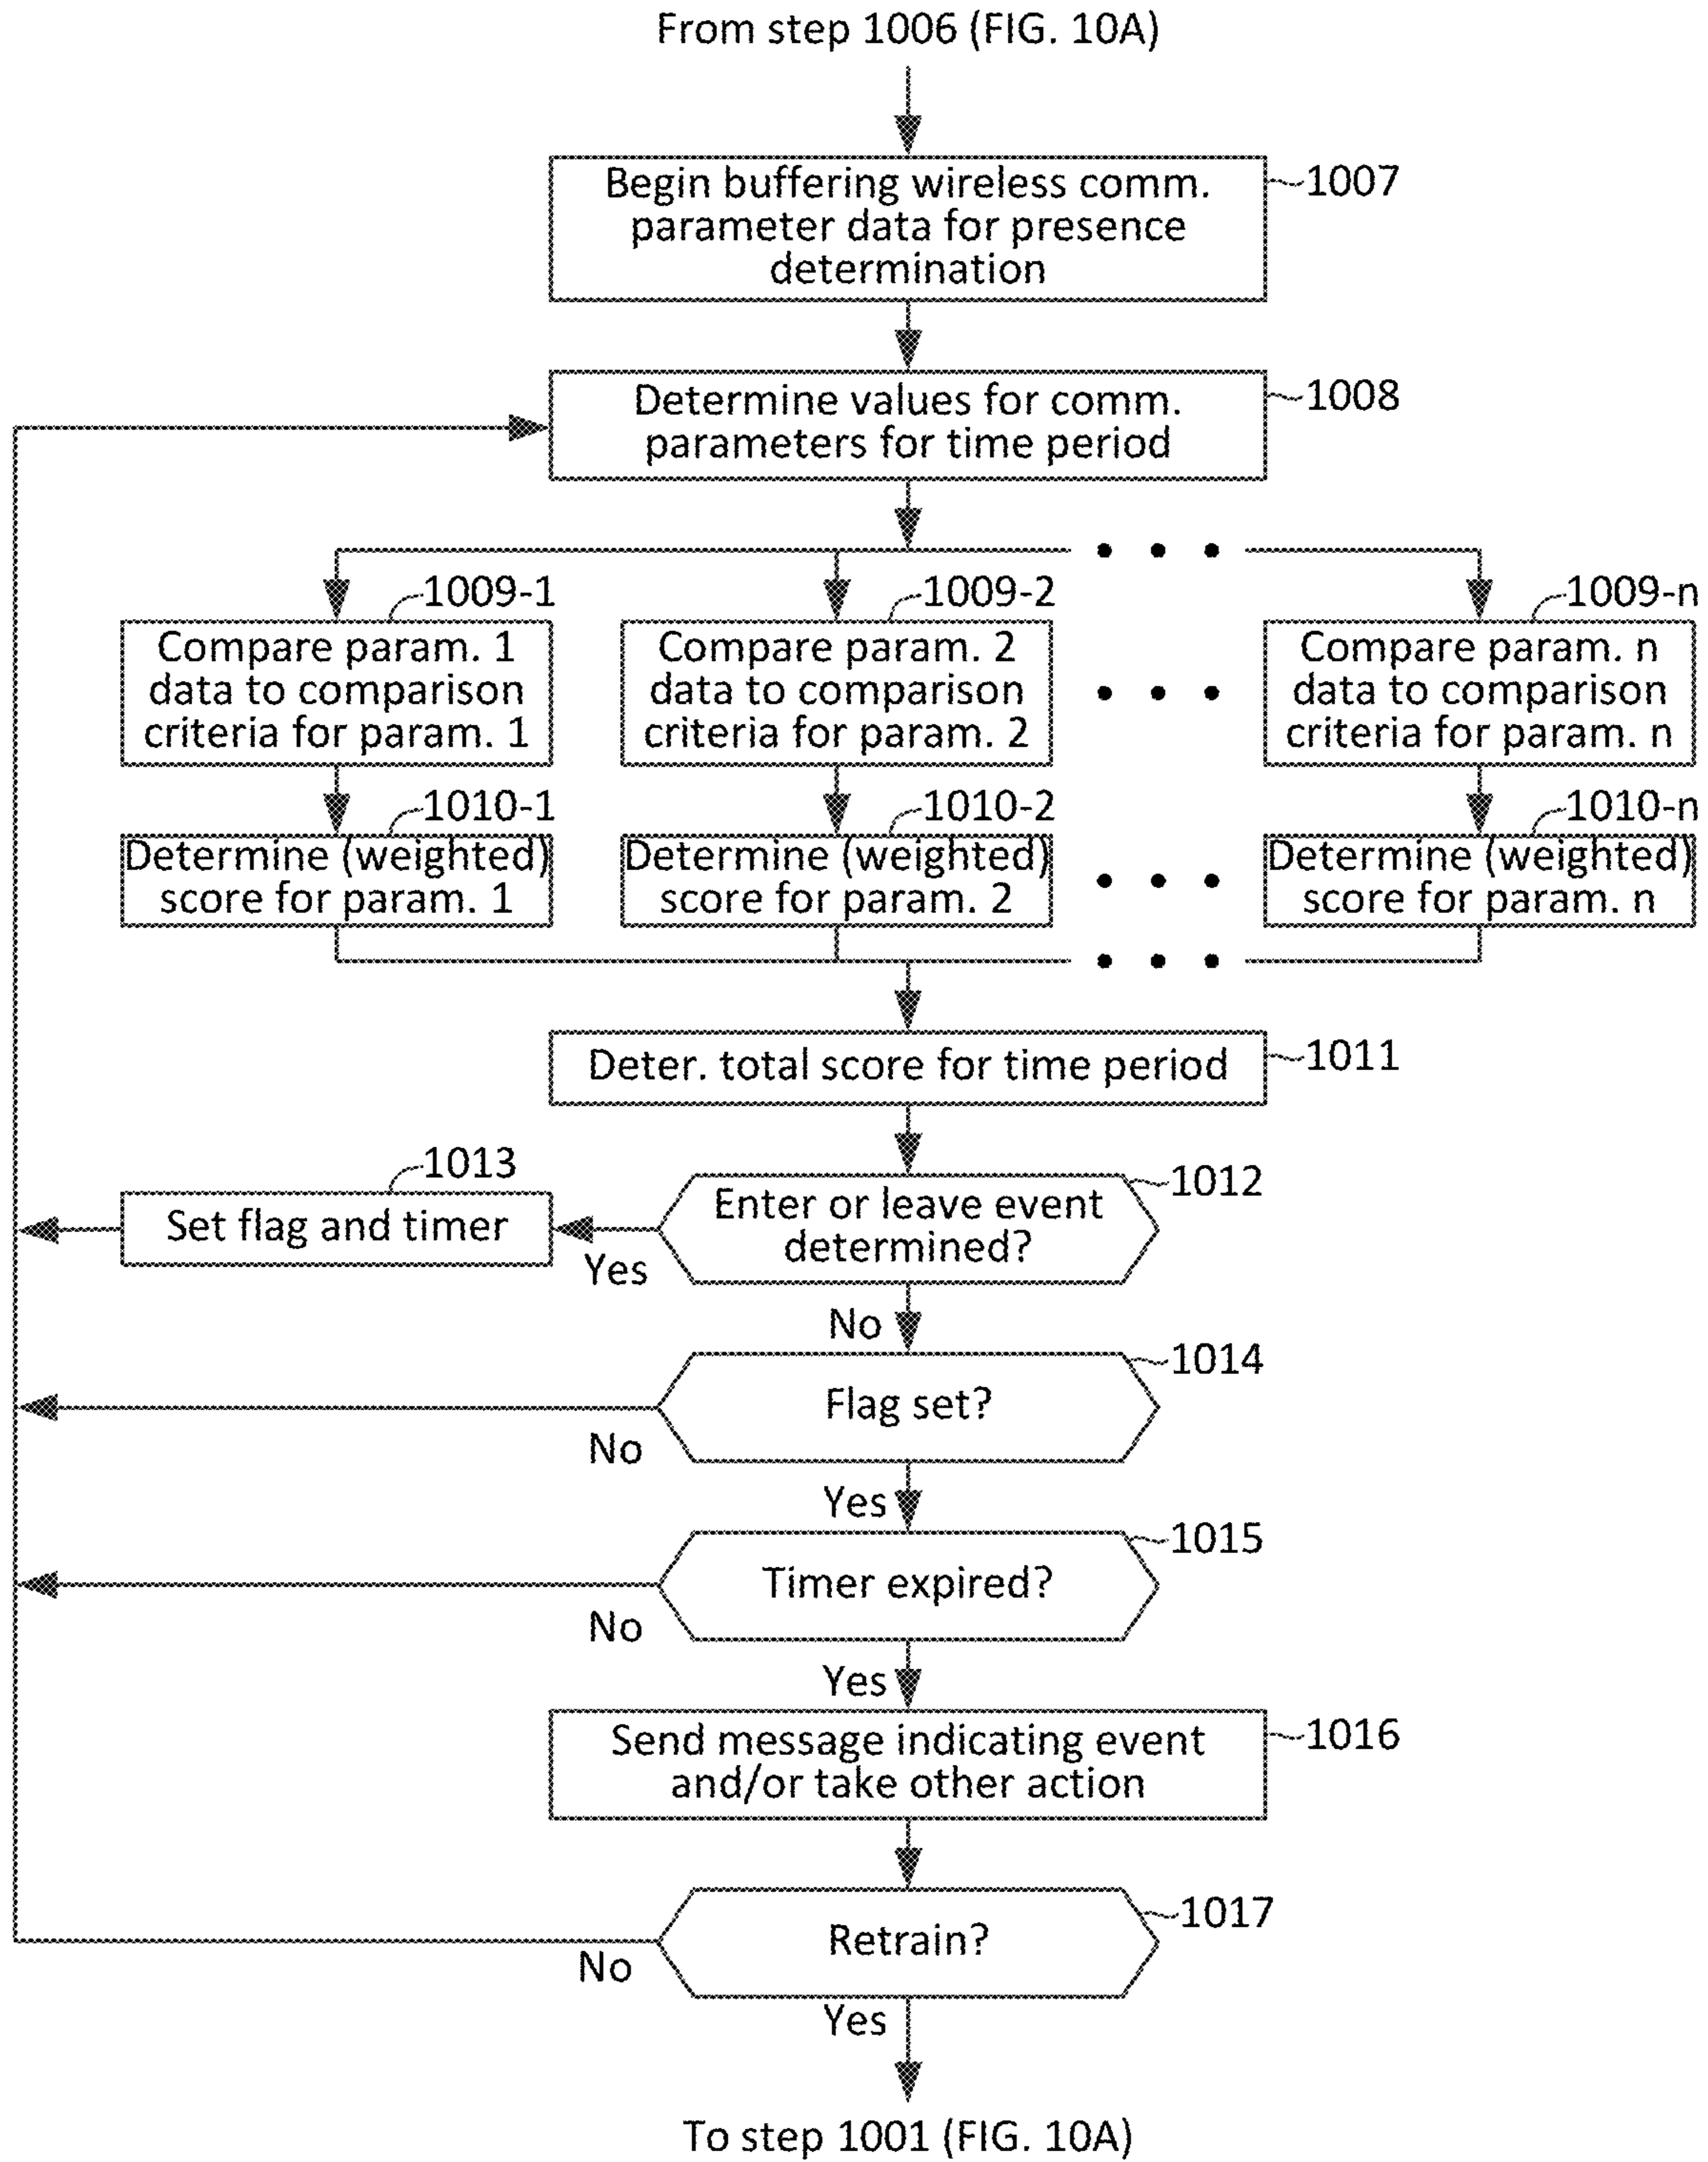 From step 1006 (FIG. 10A)
Begin buffering wireless comm.
parameter data for presence
determination
1007
Determine values for comm.
parameters for time period
1008
1009-1
Compare param. 1
data to comparison
criteria for param. 1
1009-2
Compare param. 2
data to comparison
criteria for param. 2
1009-n
Compare param. n
data to comparison
criteria for param. n
1010-1
Determine (weighted)
score for param. 1
1010-2
Determine (weighted)
score for param. 2
1010-n
Determine (weighted)
score for param. n
Deter. total score for time period
1011
1013
Set flag and timer
Enter or leave event
determined?
1012
Yes
No
Flag set?
1014
No
Yes
Timer expired?
1015
No
Yes
Send message indicating event
and/or take other action
1016
Retrain?
1017
No
Yes
To step 1001 (FIG. 10A)